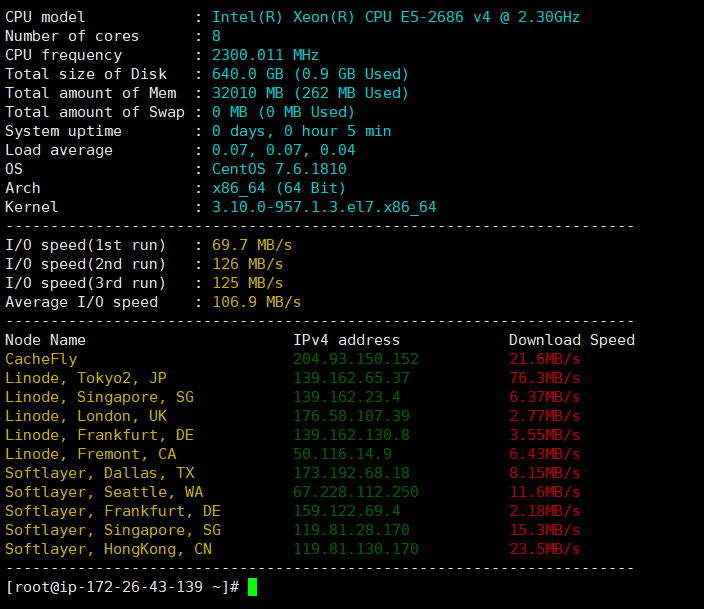 CPU model            : Intel(R) Xeon(R) CPU E5-2686 v4 @ 2.30GHz
Number of cores      : 8
CPU frequency        : 2300.011 MHz
Total size of Disk   : 640.0 GB (0.9 GB Used)
Total amount of Mem  : 32010 MB (262 MB Used)
Total amount of Swap : 0 MB (0 MB Used)
System uptime        : 0 days, 0 hour 5 min
Load average         : 0.07, 0.07, 0.04
OS                   : CentOS 7.6.1810
Arch                 : x86_64 (64 Bit)
Kernel               : 3.10.0-957.1.3.el7.x86_64
----------------------------------------------------------------------
I/O speed(1st run)   : 69.7 MB/s
I/O speed(2nd run)   : 126 MB/s
I/O speed(3rd run)   : 125 MB/s
Average I/O speed    : 106.9 MB/s
----------------------------------------------------------------------
Node Name                       IPv4 address            Download Speed
CacheFly                        204.93.150.152          21.6MB/s
Linode, Tokyo2, JP              139.162.65.37           76.3MB/s
Linode, Singapore, SG           139.162.23.4            6.37MB/s
Linode, London, UK              176.58.107.39           2.77MB/s
Linode, Frankfurt, DE           139.162.130.8           3.55MB/s
Linode, Fremont, CA             50.116.14.9             6.43MB/s
Softlayer, Dallas, TX           173.192.68.18           8.15MB/s
Softlayer, Seattle, WA          67.228.112.250          11.6MB/s
Softlayer, Frankfurt, DE        159.122.69.4            2.18MB/s
Softlayer, Singapore, SG        119.81.28.170           15.3MB/s
Softlayer, HongKong, CN         119.81.130.170          23.5MB/s
----------------------------------------------------------------------
[root@ip-172-26-43-139 ~]#